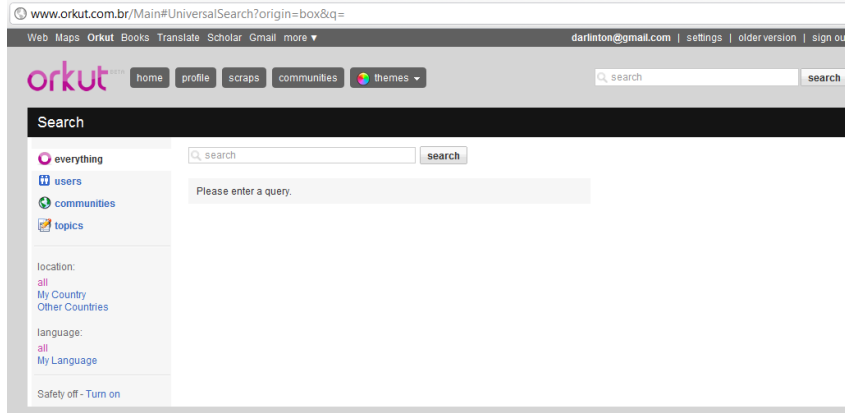 www.orkut.com.br/Main#UniversalSearch?origin=box&q=
Web Maps Orkut Books Translate Scholar Gmail more ▼ darlinton@gmail.com | settings | older version | sign ou
orkut home profile scraps communities themes search search
Search
everything search search
users Please enter a query.
communities
topics
location:
all
My Country
Other Countries
language:
all
My Language
Safety off - Turn on